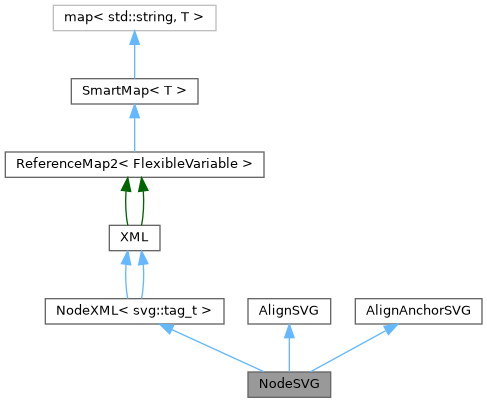 map< std::string, T >
SmartMap< T >
ReferenceMap2< FlexibleVariable >
XML
NodeXML< svg::tag_t >
AlignSVG
AlignAnchorSVG
NodeSVG